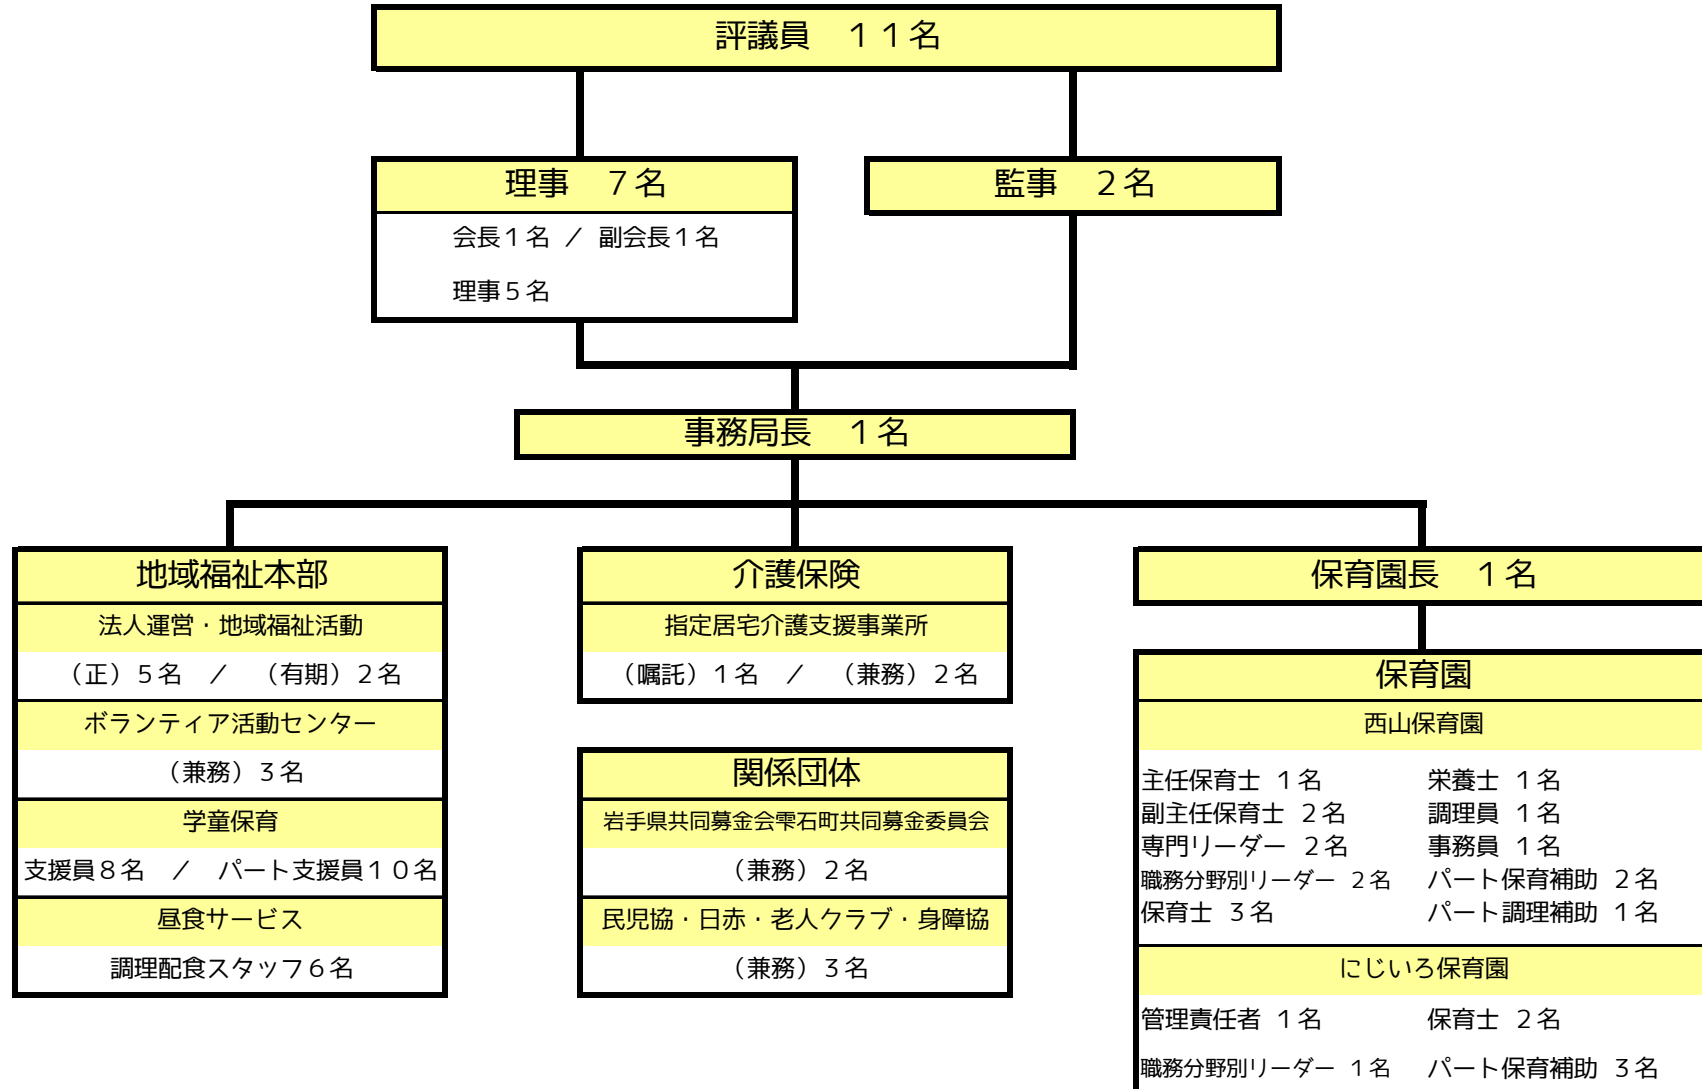 評議員　１１名
理事　７名
監事　２名
会長１名 ／ 副会長１名
理事５名
事務局長　１名
地域福祉本部
法人運営・地域福祉活動
（正）５名　／　（有期）２名
ボランティア活動センター
（兼務）３名
学童保育
支援員８名　／　パート支援員１０名
昼食サービス
調理配食スタッフ６名
介護保険
指定居宅介護支援事業所
（嘱託）１名　／　（兼務）２名
関係団体
岩手県共同募金会雫石町共同募金委員会
（兼務）２名
民児協・日赤・老人クラブ・身障協
（兼務）３名
保育園長　１名
保育園
西山保育園
主任保育士 １名　栄養士 １名
副主任保育士 ２名　調理員 １名
専門リーダー ２名　事務員 １名
職務分野別リーダー ２名　パート保育補助 ２名
保育士 ３名　パート調理補助 １名
にじいろ保育園
管理責任者 １名　保育士 ２名
職務分野別リーダー １名　パート保育補助 ３名